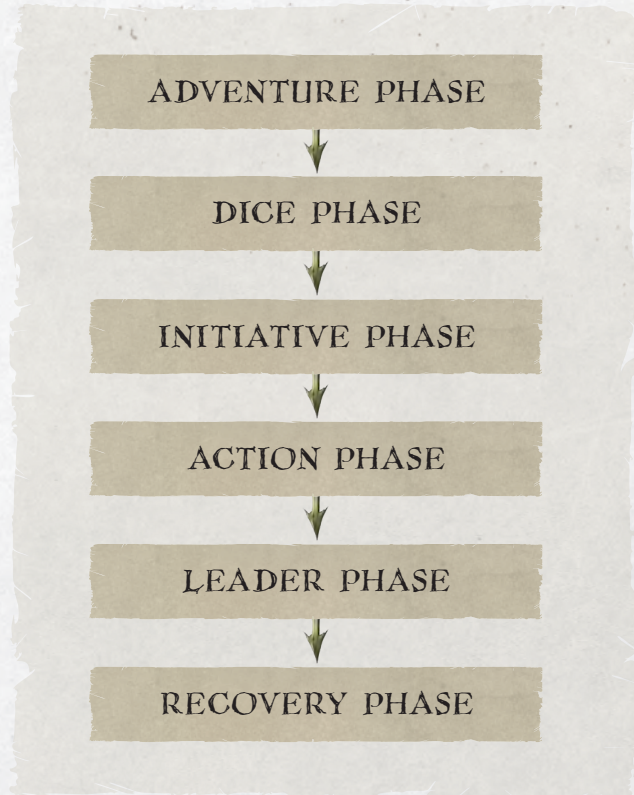 ADVENTURE PHASE
DICE PHASE
INITIATIVE PHASE
ACTION PHASE
LEADER PHASE
RECOVERY PHASE